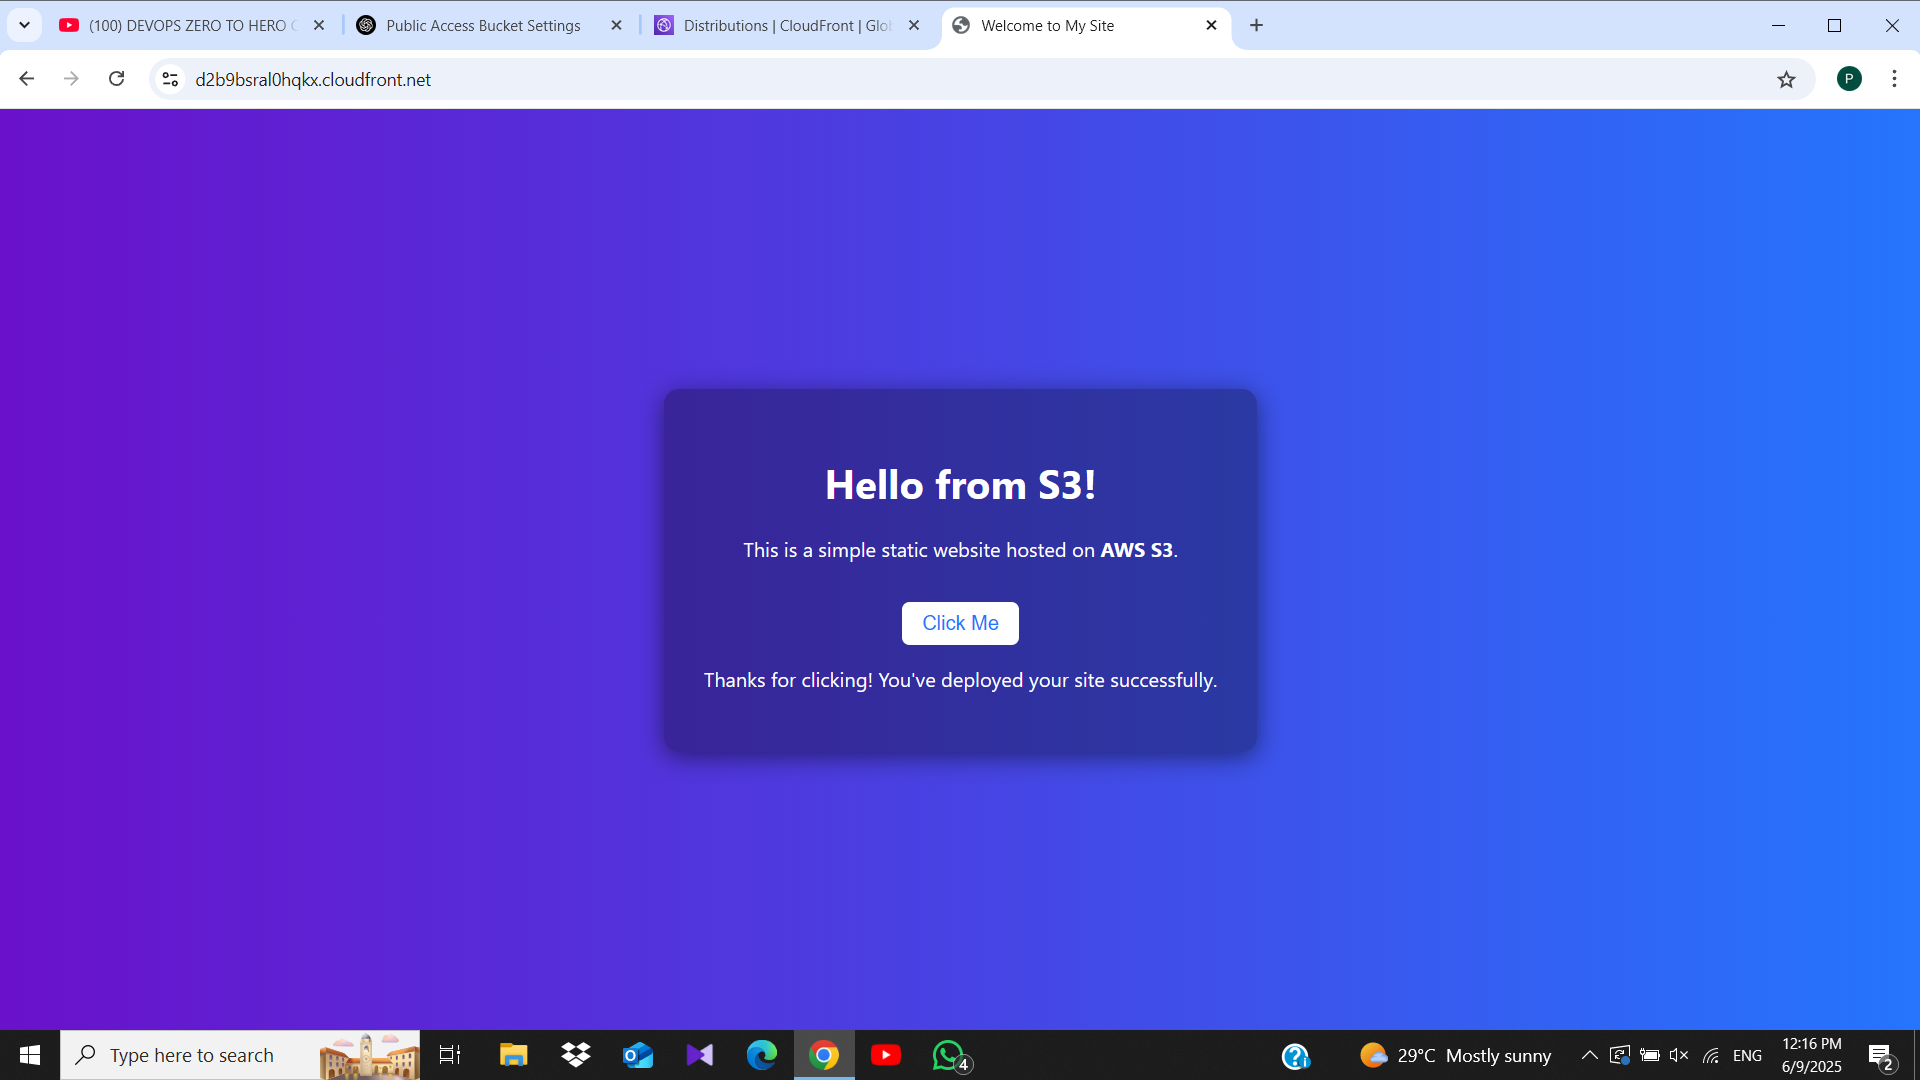 (100) DEVOPS ZERO TO HERO
Public Access Bucket Settings
Distributions | CloudFront | Glo
Welcome to My Site
d2b9bsral0hqkx.cloudfront.net
P
Hello from S3!
This is a simple static website hosted on AWS S3.
Click Me
Thanks for clicking! You've deployed your site successfully.
Type here to search
4
29°C Mostly sunny
ENG
12:16 PM
6/9/2025
2